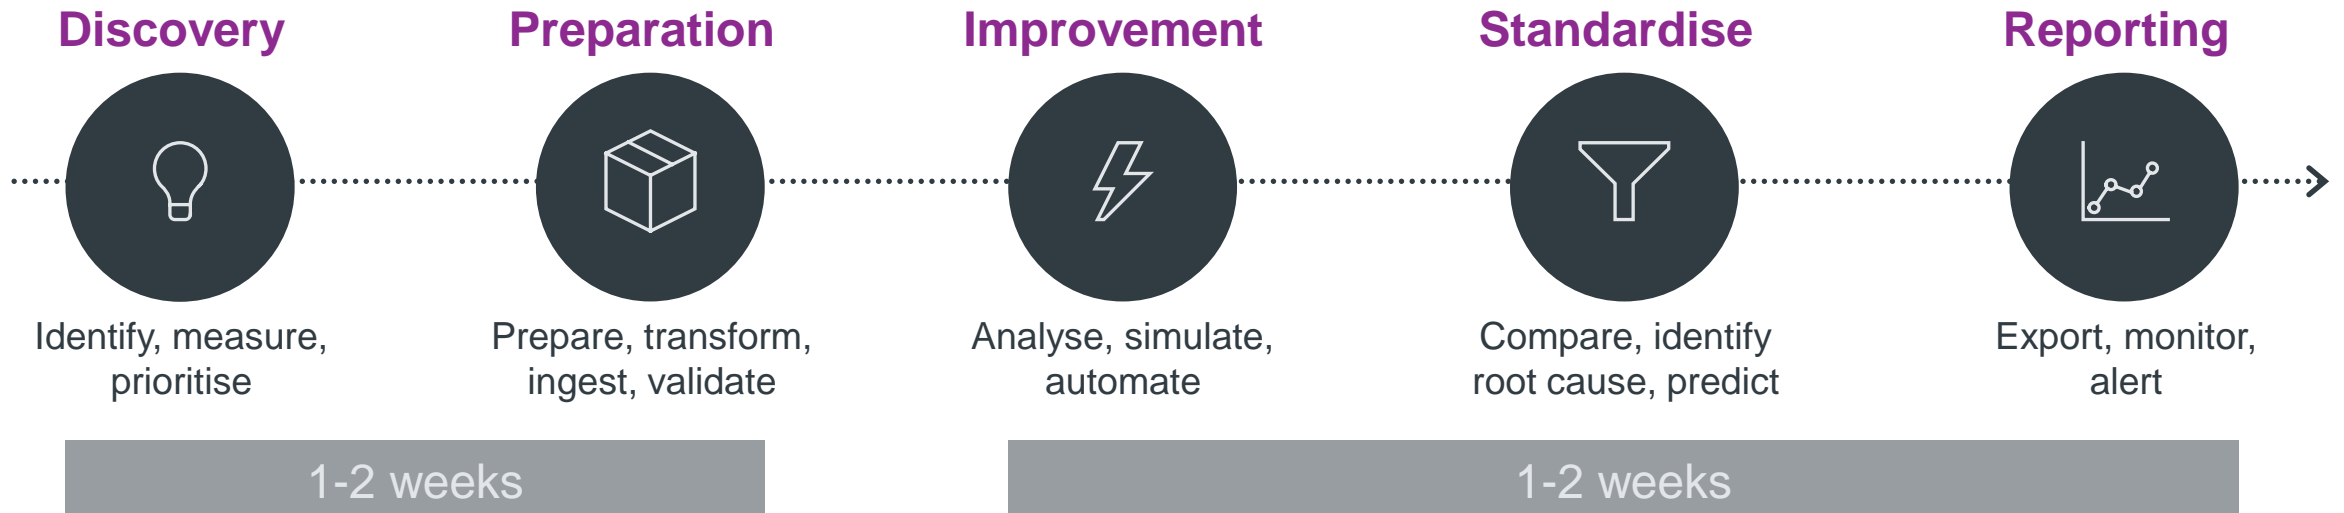 Discovery
Preparation
Improvement
Standardise
Reporting
Identify, measure,
prioritise
Prepare, transform,
ingest, validate
Analyse, simulate,
automate
Compare, identify
root cause, predict
Export, monitor,
alert
1-2 weeks
1-2 weeks